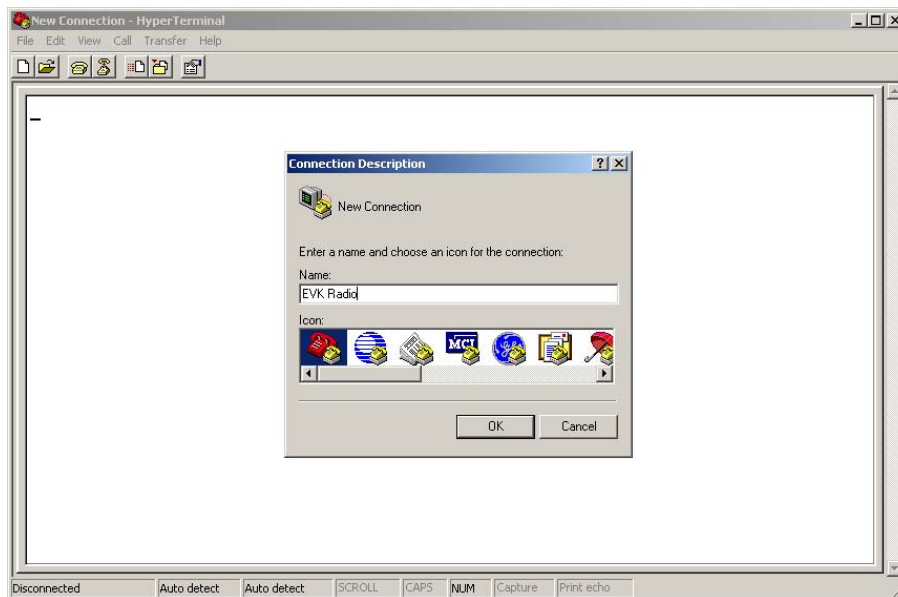 New Connection - HyperTerminal
File Edit View Call Transfer Help
Connection Description
New Connection
Enter a name and choose an icon for the connection:
Name:
EVK Radio
Icon:
MCI
OK Cancel
Disconnected Auto detect Auto detect SCROLL CAPS NUM Capture Print echo